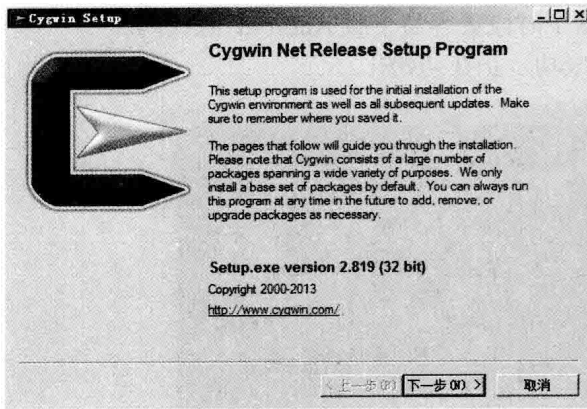 Cygwin Setup
Cygwin Net Release Setup Program
This setup program is used for the initial installation of the
Cygwin environment as well as all subsequent updates. Make
sure to remember where you saved it.
The pages that follow will guide you through the installation.
Please note that Cygwin consists of a large number of
packages spanning a wide variety of purposes. We only
install a base set of packages by default. You can always run
this program at any time in the future to add, remove, or
upgrade packages as necessary.
Setup.exe version 2.819 (32 bit)
Copyright 2000-2013
http://www.cygwin.com/
< 上一步(B) 下一步(N) > 取消